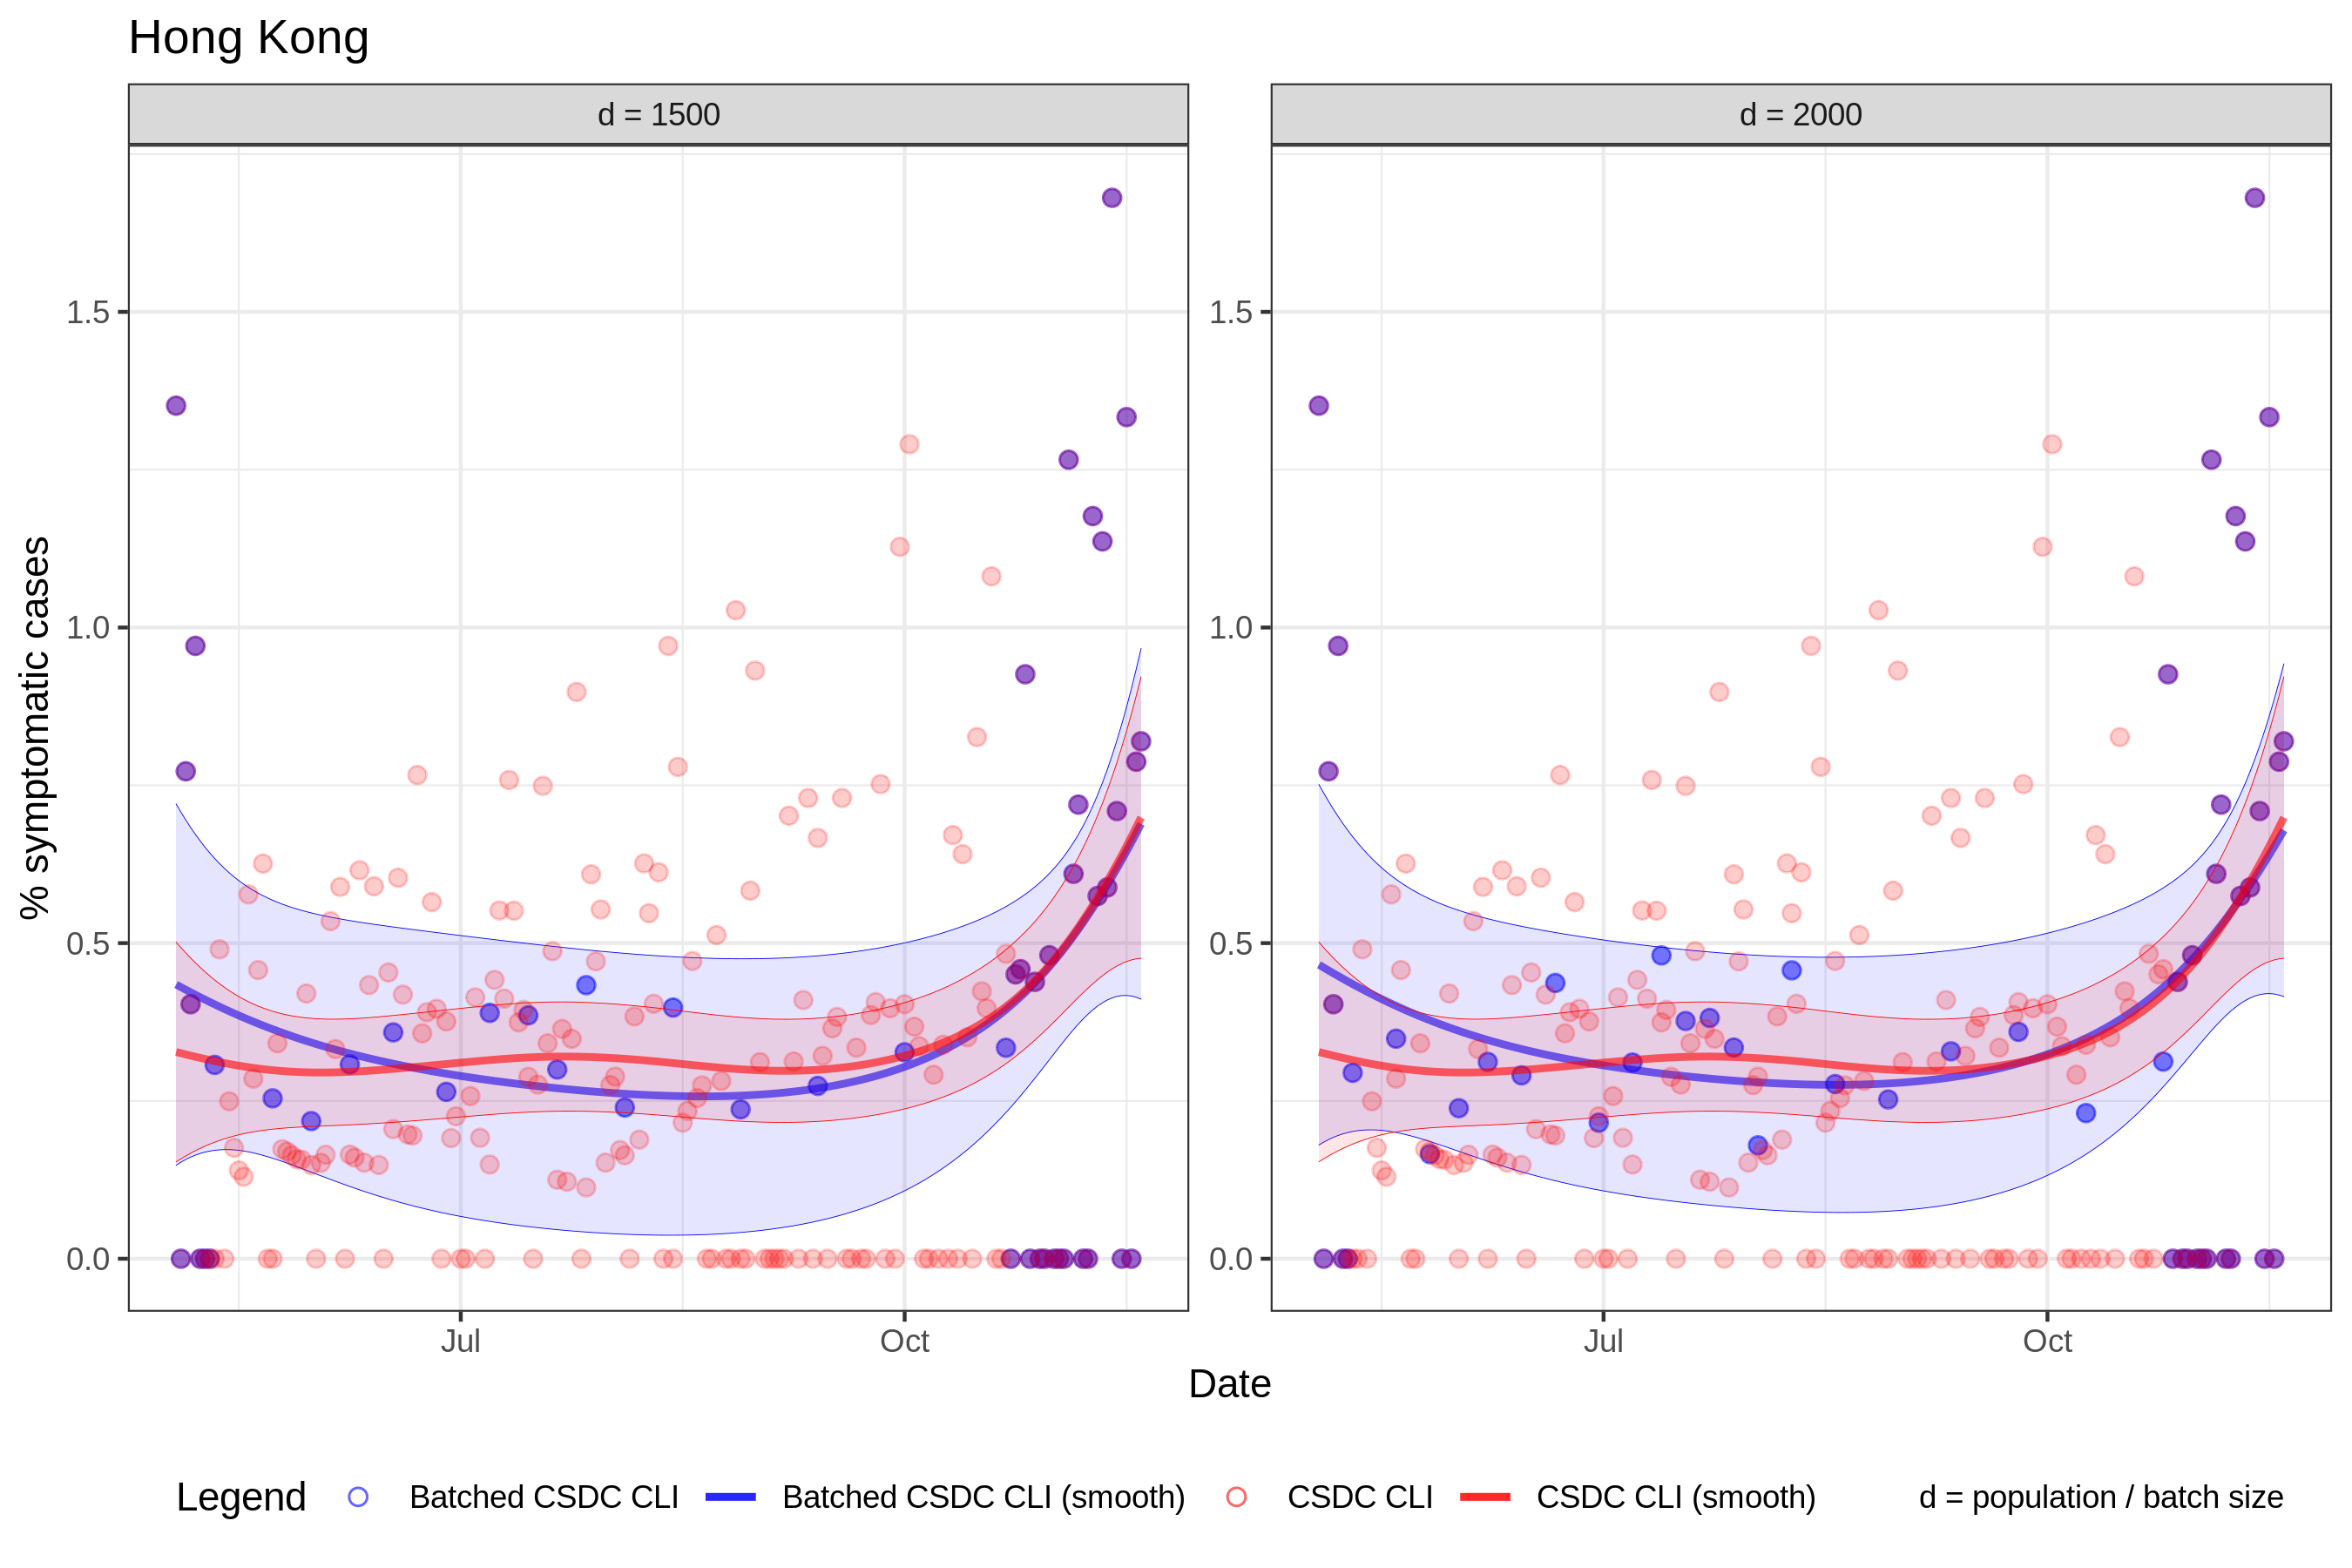 Hong Kong
d = 1500
d = 2000
% symptomatic cases
1.5
1.0
0.5
0.0
1.5
1.0
0.5
0.0
Jul
Oct
Jul
Oct
Date
Legend Batched CSDC CLI Batched CSDC CLI (smooth) CSDC CLI CSDC CLI (smooth) d = population / batch size